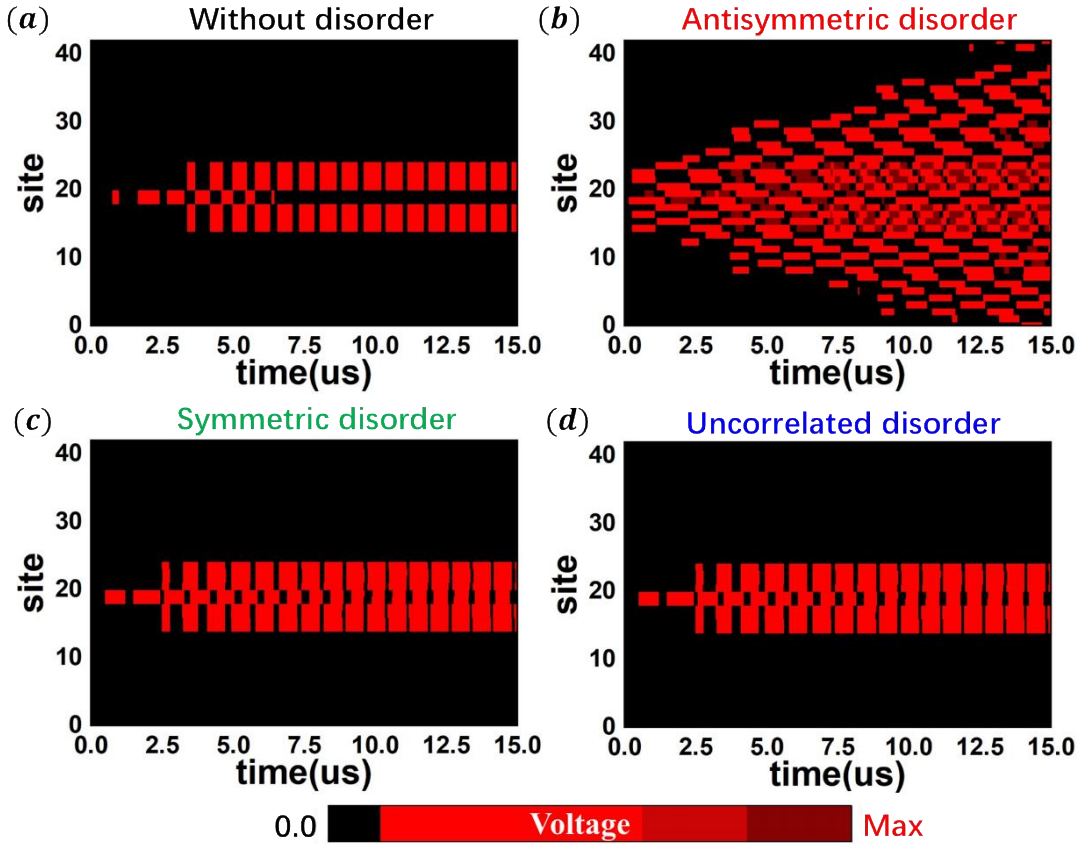 (a) Without disorder
(b) Antisymmetric disorder
40
30
20
10
0
site
0.0 2.5 5.0 7.5 10.0 12.5 15.0
time(us)
40
30
20
10
0
site
0.0 2.5 5.0 7.5 10.0 12.5 15.0
time(us)
(c) Symmetric disorder
(d) Uncorrelated disorder
40
30
20
10
0
site
0.0 2.5 5.0 7.5 10.0 12.5 15.0
time(us)
40
30
20
10
0
site
0.0 2.5 5.0 7.5 10.0 12.5 15.0
time(us)
0.0 Voltage Max